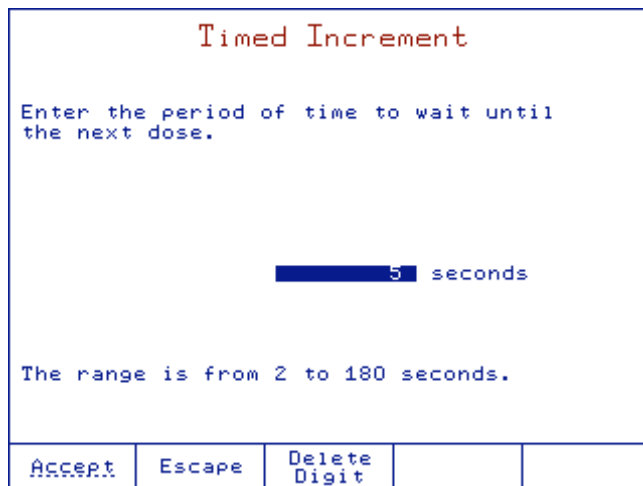 Timed Increment
Enter the period of time to wait until
the next dose.
5 seconds
The range is from 2 to 180 seconds.
Accept
Escape
Delete
Digit